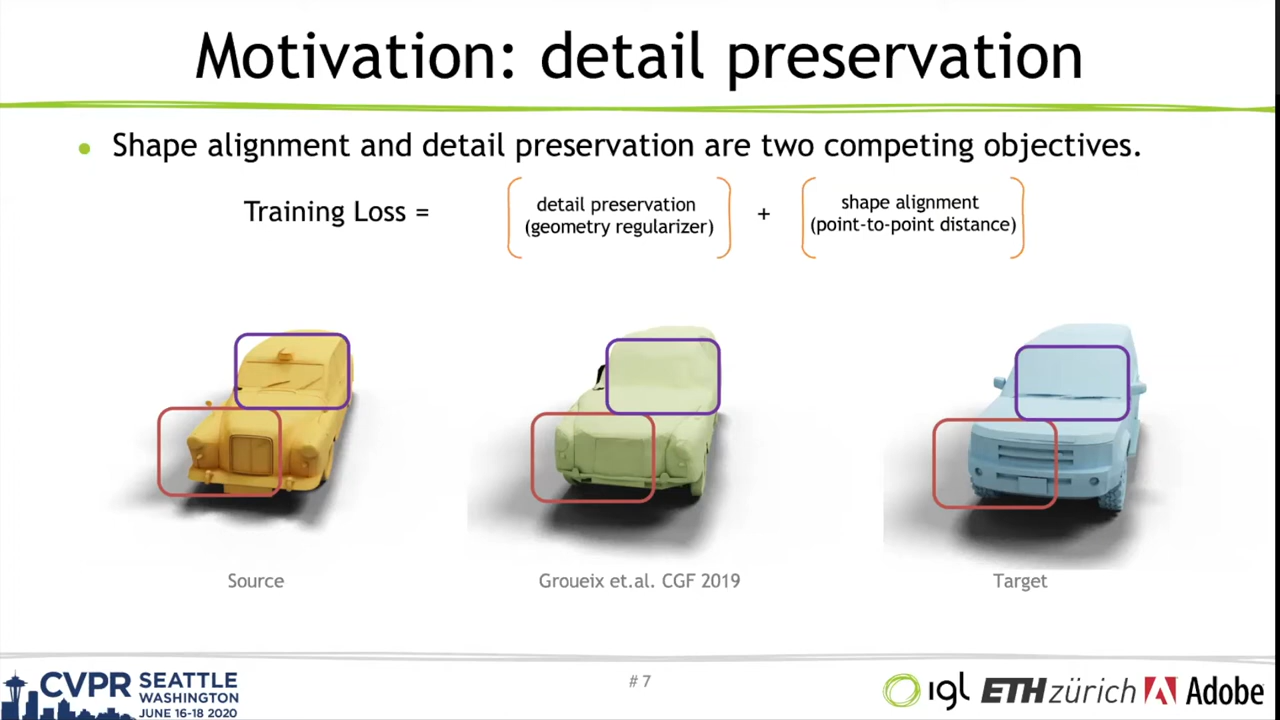 Motivation: detail preservation
• Shape alignment and detail preservation are two competing objectives.
Training Loss =
detail preservation
(geometry regularizer)
+
shape alignment
(point-to-point distance)
Source
Groueix et.al. CGF 2019
Target
CVPR SEATTLE
WASHINGTON
JUNE 16-18 2020
# 7
igl ETH zürich Adobe